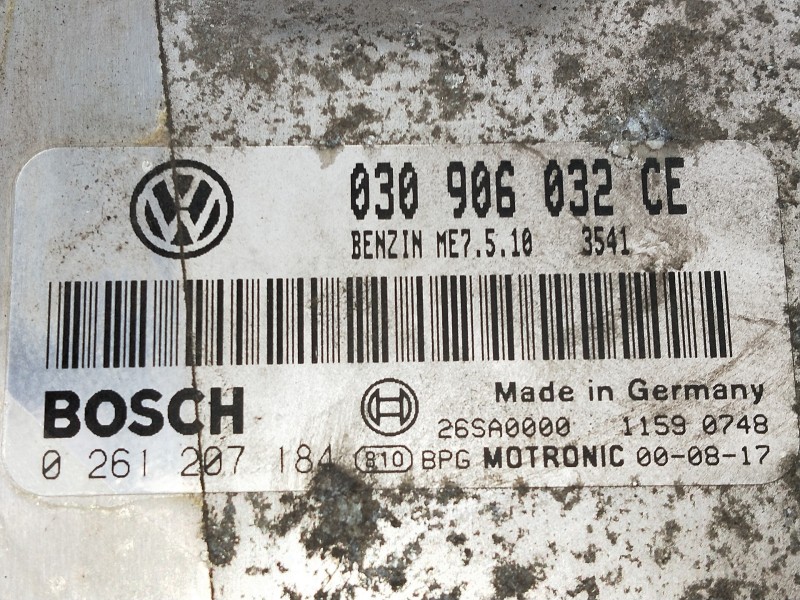 030 906 032 CE
BENZIN ME7.5.10 3541
BOSCH
Made in Germany
26SA0000 1159 0748
0 261 207 184 810 BPG MOTRONIC 00-08-17